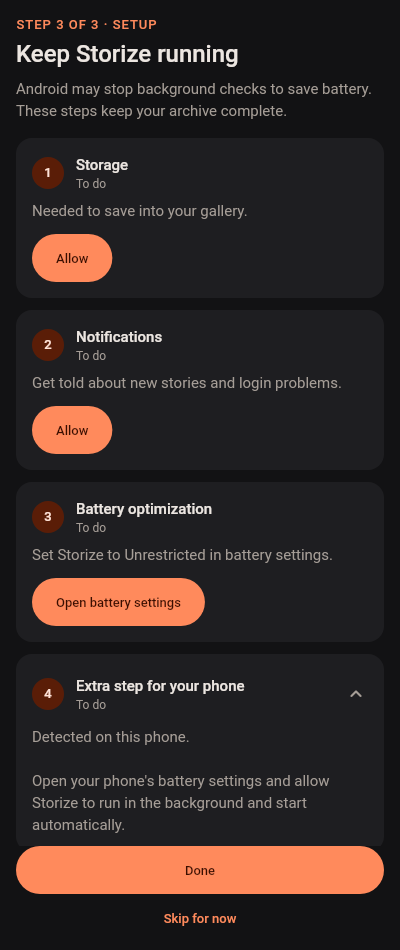 STEP 3 OF 3 · SETUP
Keep Storize running
Android may stop background checks to save battery.
These steps keep your archive complete.
1
Storage
To do
Needed to save into your gallery.
Allow
2
Notifications
To do
Get told about new stories and login problems.
Allow
3
Battery optimization
To do
Set Storize to Unrestricted in battery settings.
Open battery settings
4
Extra step for your phone
To do
Detected on this phone.
Open your phone's battery settings and allow
Storize to run in the background and start
automatically.
Done
Skip for now